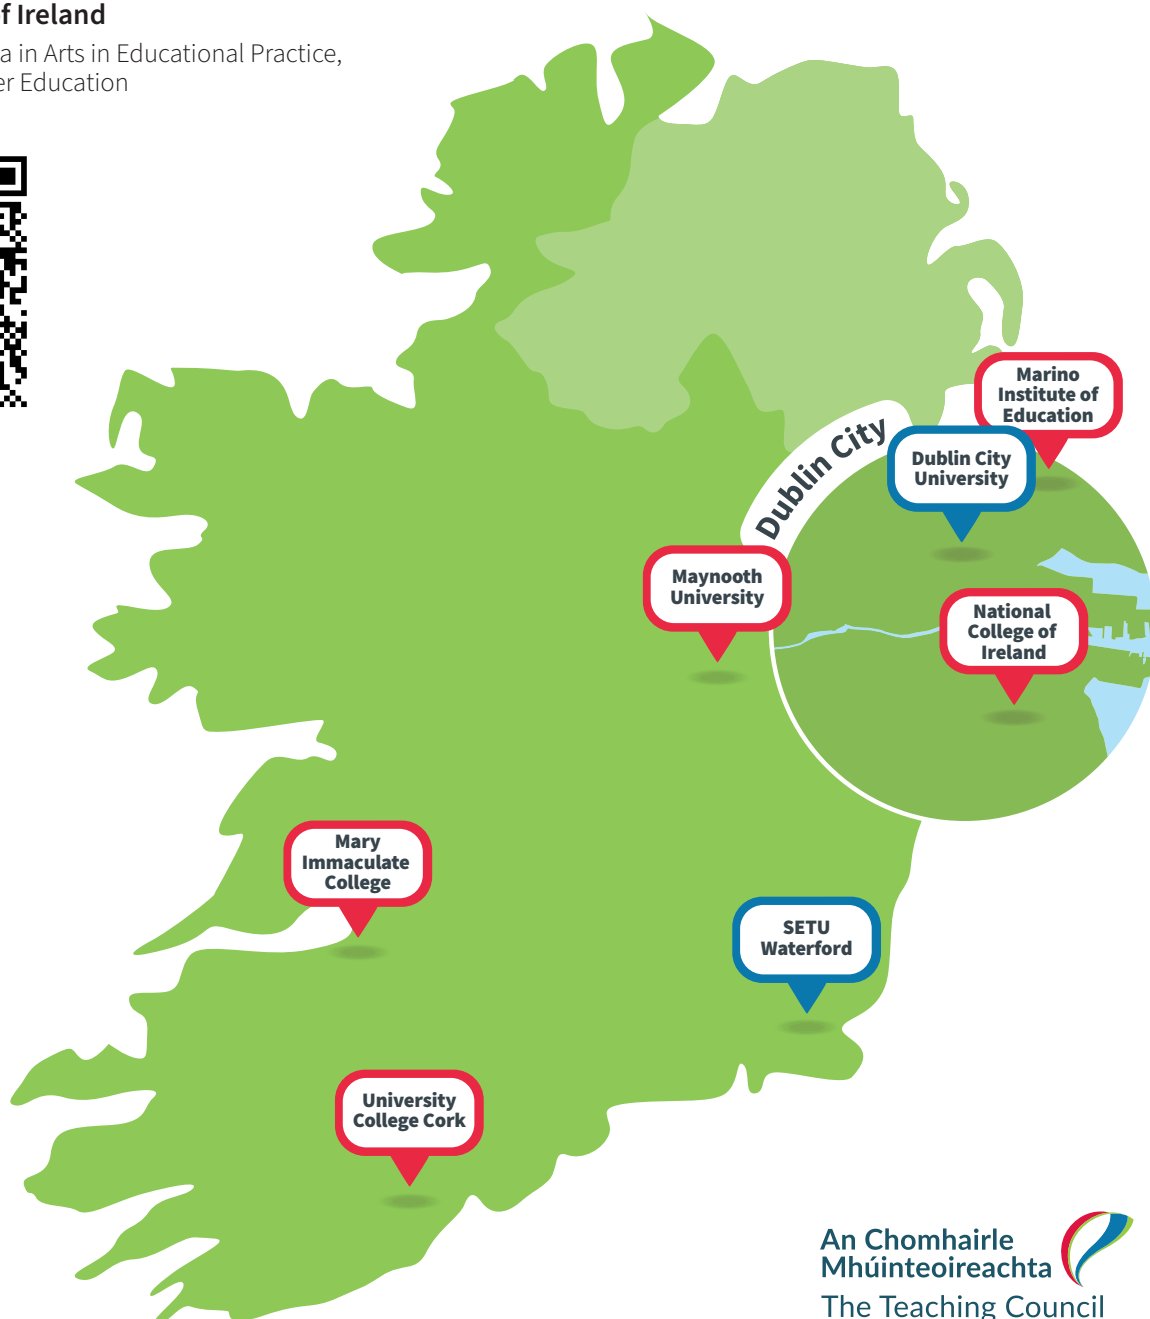 f Ireland
a in Arts in Educational Practice,
er Education
Marino
Institute of
Education
Dublin City
Dublin City
University
Maynooth
University
National
College of
Ireland
Mary
Immaculate
College
SETU
Waterford
University
College Cork
An Chomhairle
Mhúinteoireachta
The Teaching Council